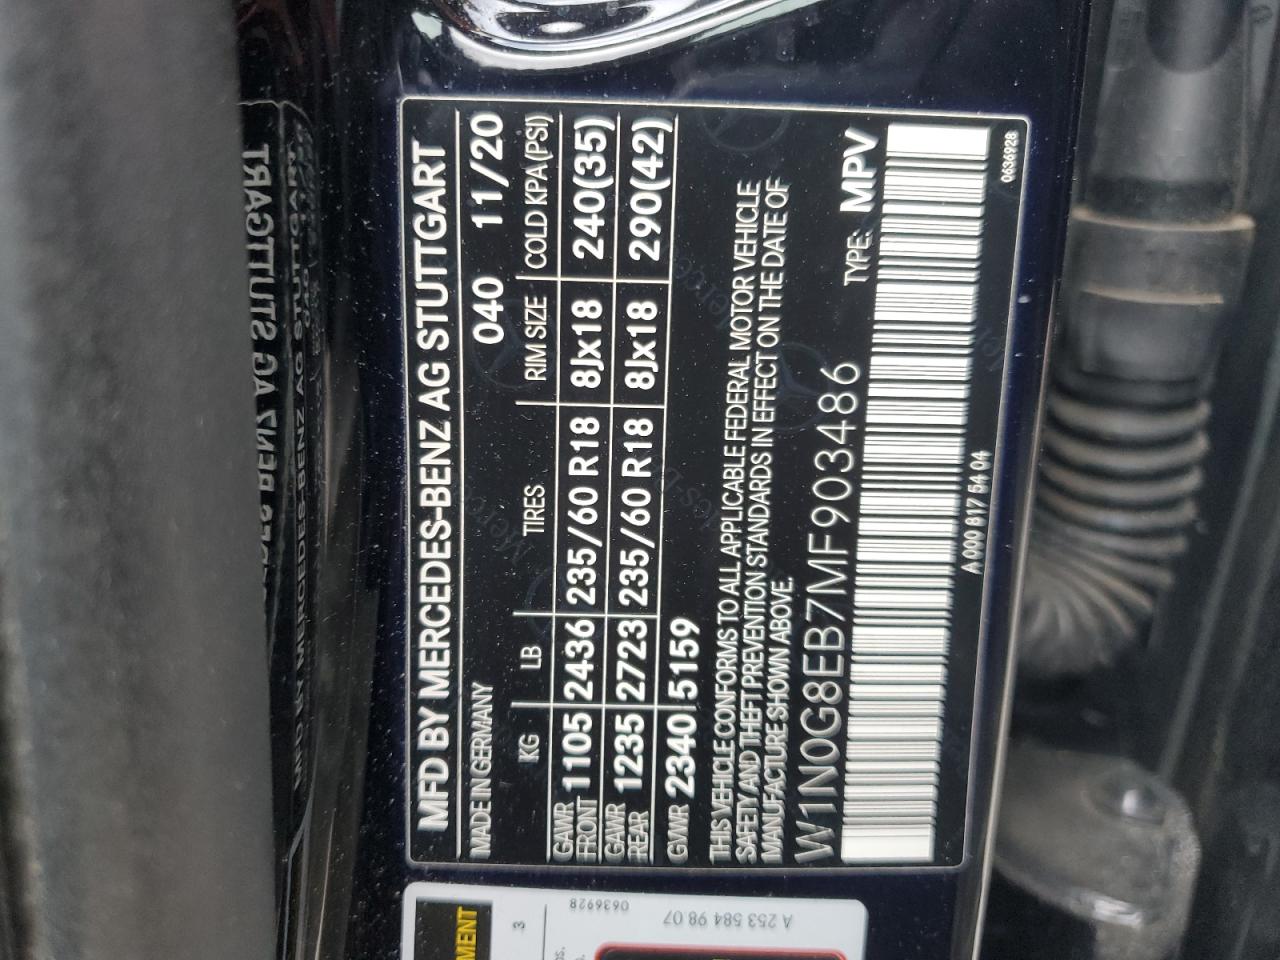 MFD BY MERCEDES-BENZ AG STUTTGART
MADE IN GERMANY 040 11/20
KG LB TIRES RIM SIZE COLD KPA (PSI)
GAWR FRONT 1105 2436 235/60 R18 8Jx18 240(35)
GAWR REAR 1235 2723 235/60 R18 8Jx18 290(42)
GWR 2340 5159
THIS VEHICLE CONFORMS TO ALL APPLICABLE FEDERAL MOTOR VEHICLE
SAFETY AND THEFT PREVENTION STANDARDS IN EFFECT ON THE DATE OF
MANUFACTURE SHOWN ABOVE.
W1N0G8EB7MF903486 TYPE: MPV
A 000 817 54 04 0636928
MENT
3
0636928
A 253 584 98 07